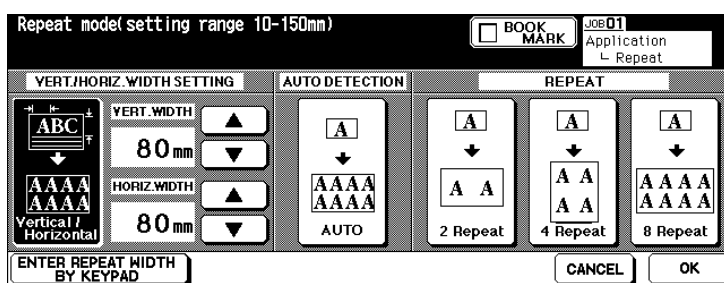 Repeat mode(setting range 10-150mm)
BOOK
MARK
JOB01
Application
Repeat
VERT./HORIZ.WIDTH SETTING
AUTO DETECTION
REPEAT
ABC
AAAA
AAAA
Vertical /
Horizontal
VERT.WIDTH
80mm
HORIZ.WIDTH
80mm
A
AAAA
AAAA
AUTO
A
A A
2 Repeat
A
A A
A A
4 Repeat
A
AAAA
AAAA
8 Repeat
ENTER REPEAT WIDTH
BY KEYPAD
CANCEL
OK